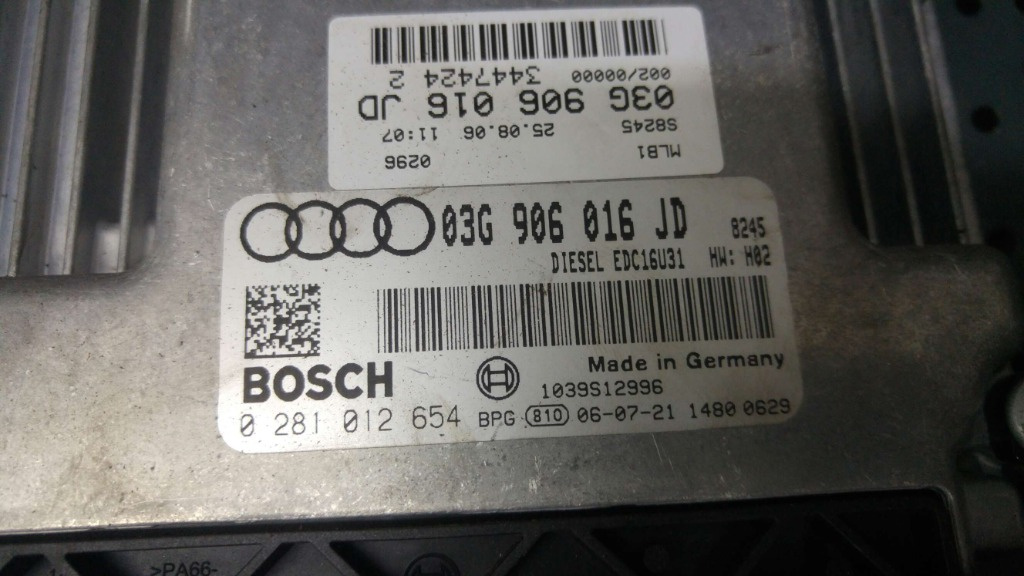 3447424 2
002/00000
03G 906 016 JD
S8245
25.08.06 11:07
MLB1
0296
03G 906 016 JD 8245
DIESEL EDC16U31 HW: H02
BOSCH
Made in Germany
1039S12996
0 281 012 654 BPG 810 06-07-21 1480 0629
>PA66-